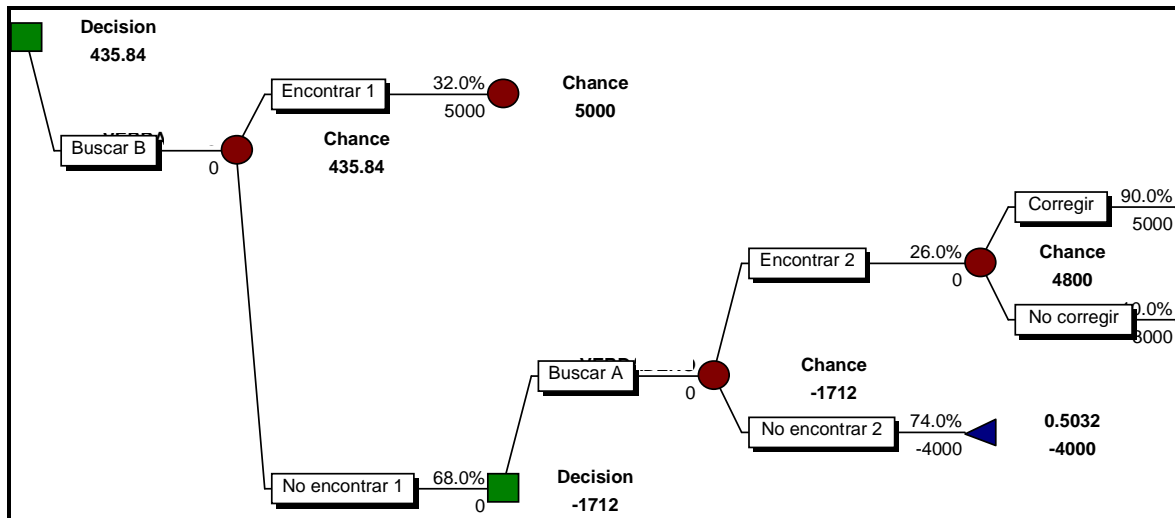 Decision
435.84
Encontrar 1
32.0%
5000
Chance
5000
Buscar B
0
Chance
435.84
Corregir
90.0%
5000
Encontrar 2
26.0%
0
Chance
4800
No corregir
Buscar A
0
Chance
-1712
No encontrar 2
74.0%
-4000
0.5032
-4000
No encontrar 1
68.0%
0
Decision
-1712